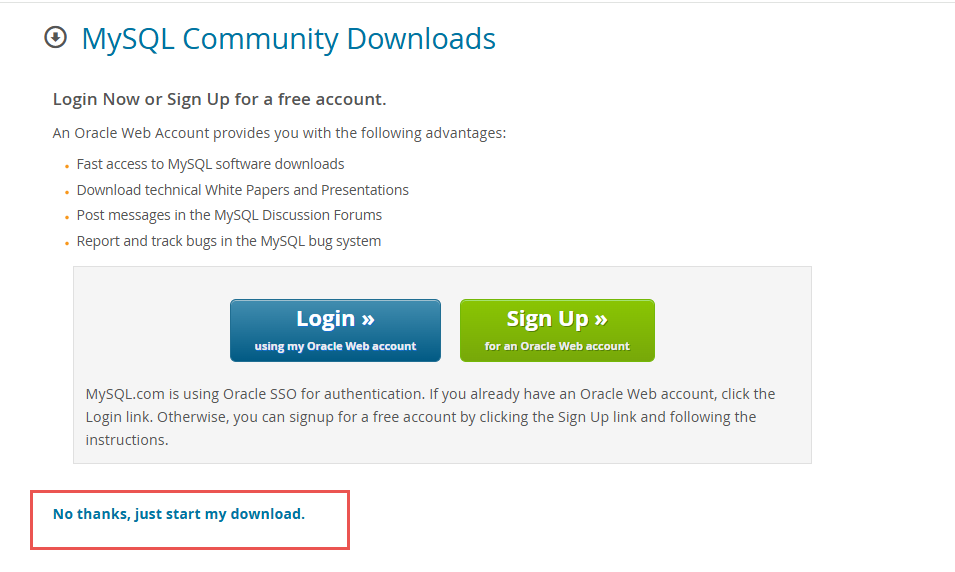 MySQL Community Downloads
Login Now or Sign Up for a free account.
An Oracle Web Account provides you with the following advantages:
Fast access to MySQL software downloads
Download technical White Papers and Presentations
Post messages in the MySQL Discussion Forums
Report and track bugs in the MySQL bug system
Login »
using my Oracle Web account
Sign Up »
for an Oracle Web account
MySQL.com is using Oracle SSO for authentication. If you already have an Oracle Web account, click the
Login link. Otherwise, you can signup for a free account by clicking the Sign Up link and following the
instructions.
No thanks, just start my download.